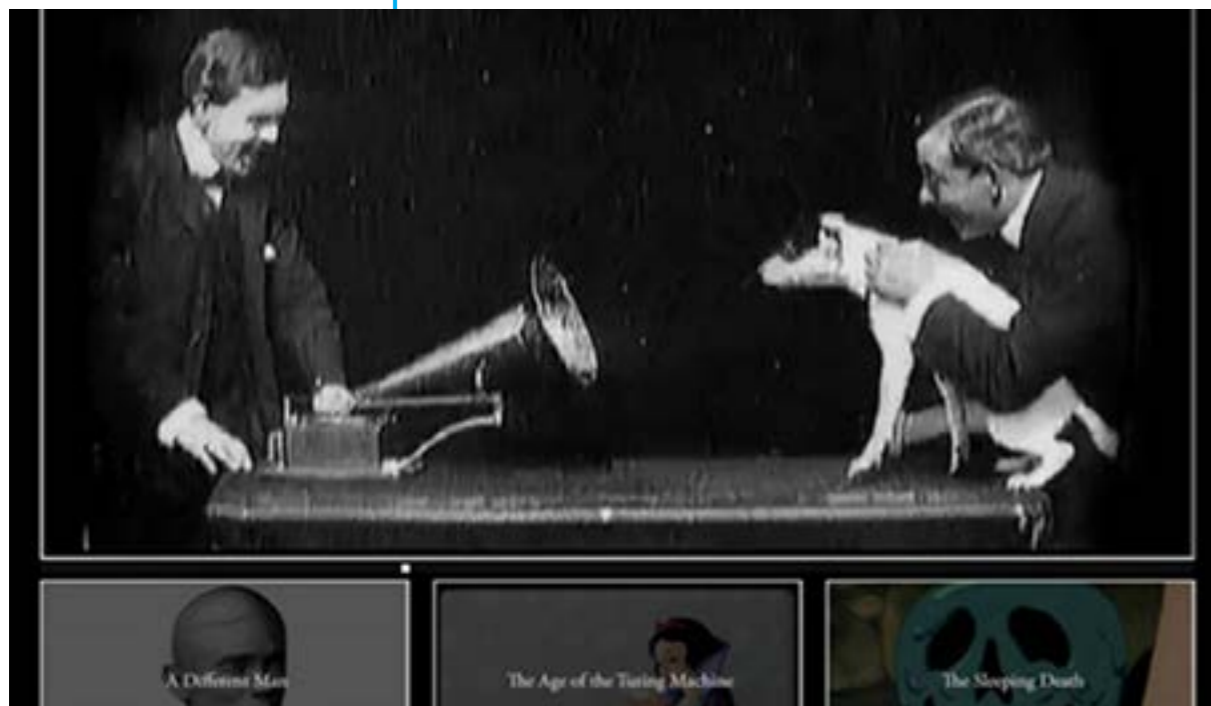 A Different Man
The Age of the Turing Machine
The Sleeping Death